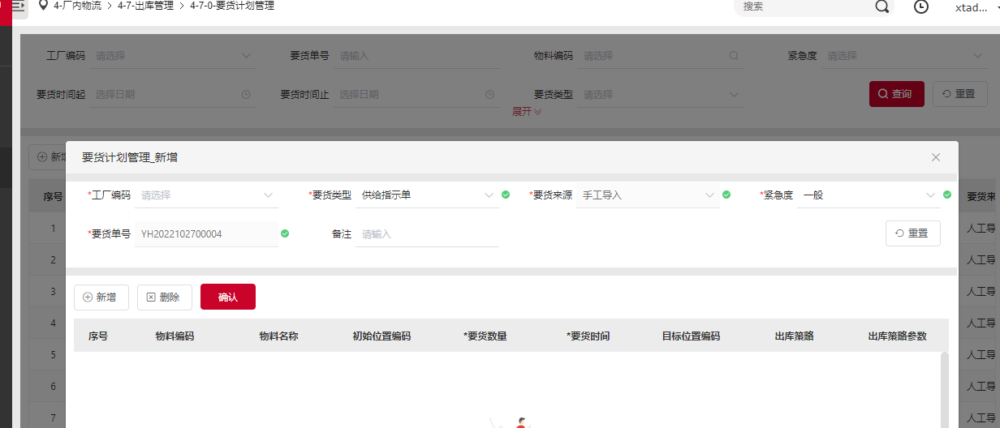 4-厂内物流 > 4-7-出库管理 > 4-7-0-要货计划管理 搜索 xtad...
工厂编码 请选择 要货单号 请输入 物料编码 请选择 紧急度 请选择
要货时间起 选择日期 要货时间止 选择日期 要货类型 请选择 查询 重置
展开
新增
要货计划管理_新增
*工厂编码 请选择 *要货类型 供给指示单 *要货来源 手工导入 *紧急度 一般
*要货单号 YH2022102700004 备注 请输入 重置
新增 删除 确认
序号 物料编码 物料名称 初始位置编码 *要货数量 *要货时间 目标位置编码 出库策略 出库策略参数
序号 要货来
1 人工导
2 人工导
3 人工导
4 人工导
5 人工导
6 人工导
7 人工导